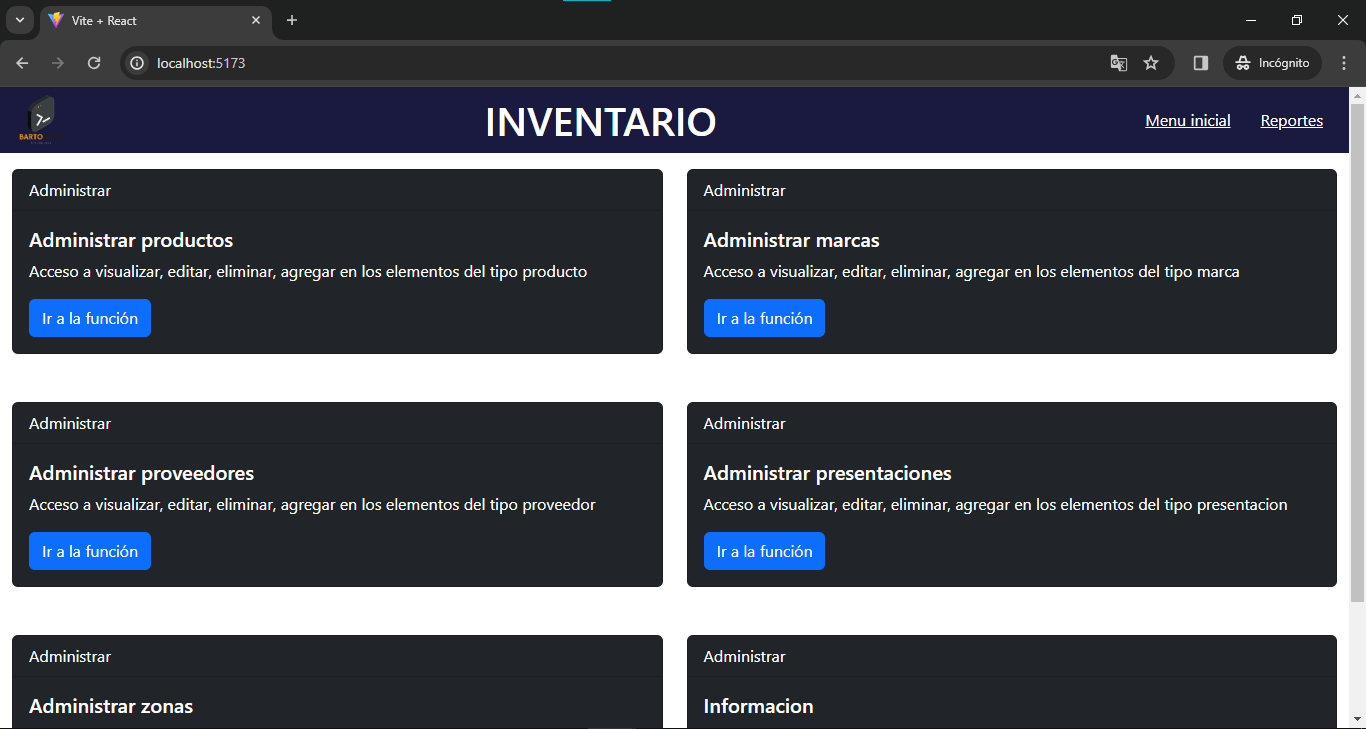 Vite + React
localhost:5173
Incógnito
BARTO
INVENTARIO
Menu inicial
Reportes
Administrar
Administrar productos
Acceso a visualizar, editar, eliminar, agregar en los elementos del tipo producto
Ir a la función
Administrar
Administrar marcas
Acceso a visualizar, editar, eliminar, agregar en los elementos del tipo marca
Ir a la función
Administrar
Administrar proveedores
Acceso a visualizar, editar, eliminar, agregar en los elementos del tipo proveedor
Ir a la función
Administrar
Administrar presentaciones
Acceso a visualizar, editar, eliminar, agregar en los elementos del tipo presentacion
Ir a la función
Administrar
Administrar zonas
Administrar
Informacion